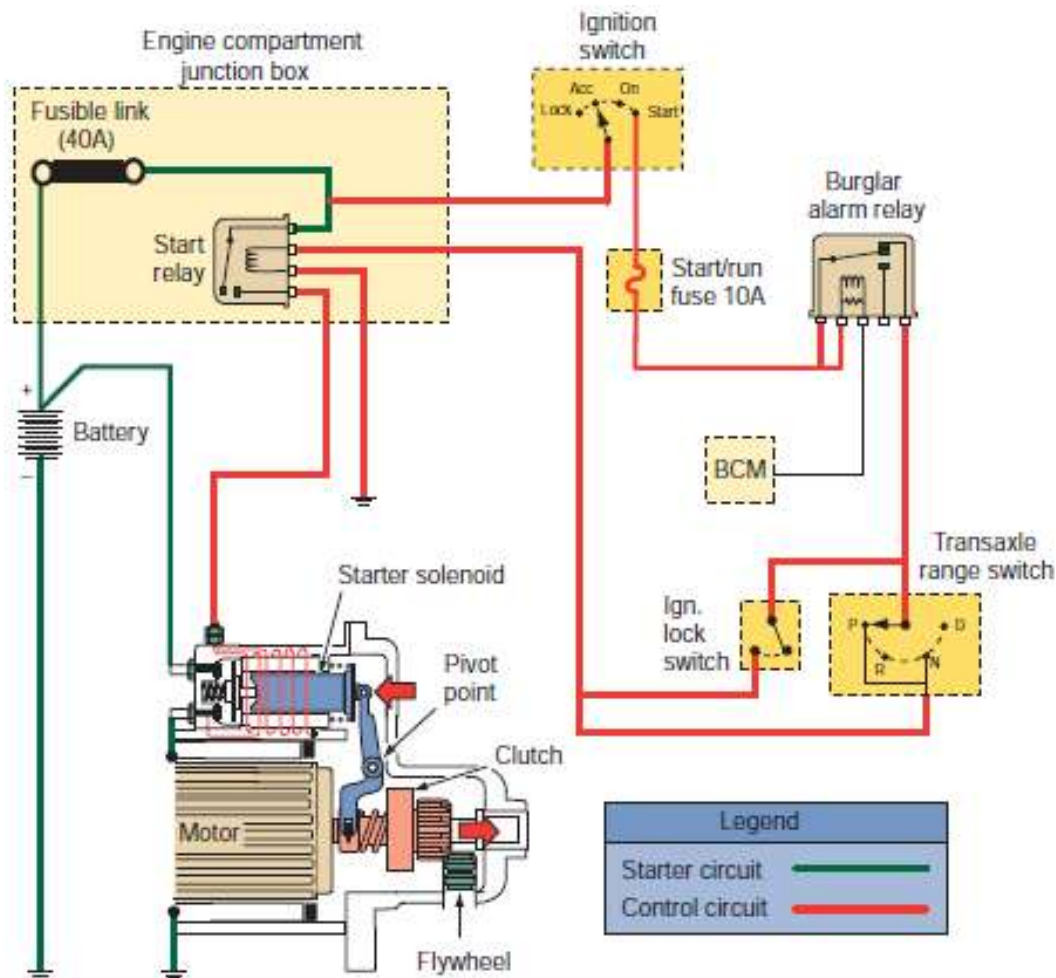 Engine compartment
junction box
Ignition
switch
Fusible link
(40A)
Acc
On
Lock
Start
Burglar
alarm relay
Start
relay
Start/run
fuse 10A
+
Battery
–
BCM
Transaxle
range switch
Starter solenoid
Ign.
lock
switch
P
D
R
N
Pivot
point
Clutch
Motor
Legend
Starter circuit
Control circuit
Flywheel